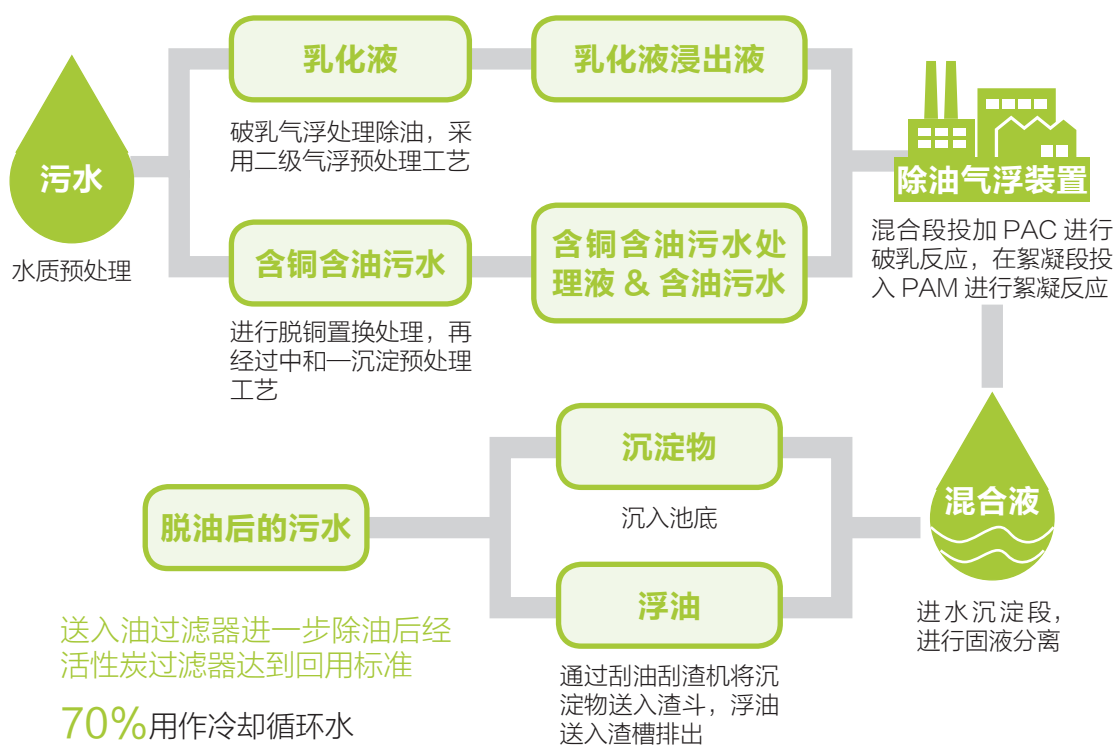 污水
水质预处理
乳化液
破乳气浮处理除油，采
用二级气浮预处理工艺
乳化液浸出液
含铜含油污水
进行脱铜置换处理，再
经过中和一沉淀预处理
工艺
含铜含油污水处
理液 & 含油污水
除油气浮装置
混合段投加 PAC 进行
破乳反应，在絮凝段投
入 PAM 进行絮凝反应
混合液
进水沉淀段，
进行固液分离
沉淀物
沉入池底
浮油
通过刮油刮渣机将沉
淀物送入渣斗，浮油
送入渣槽排出
脱油后的污水
送入油过滤器进一步除油后经
活性炭过滤器达到回用标准
70%用作冷却循环水